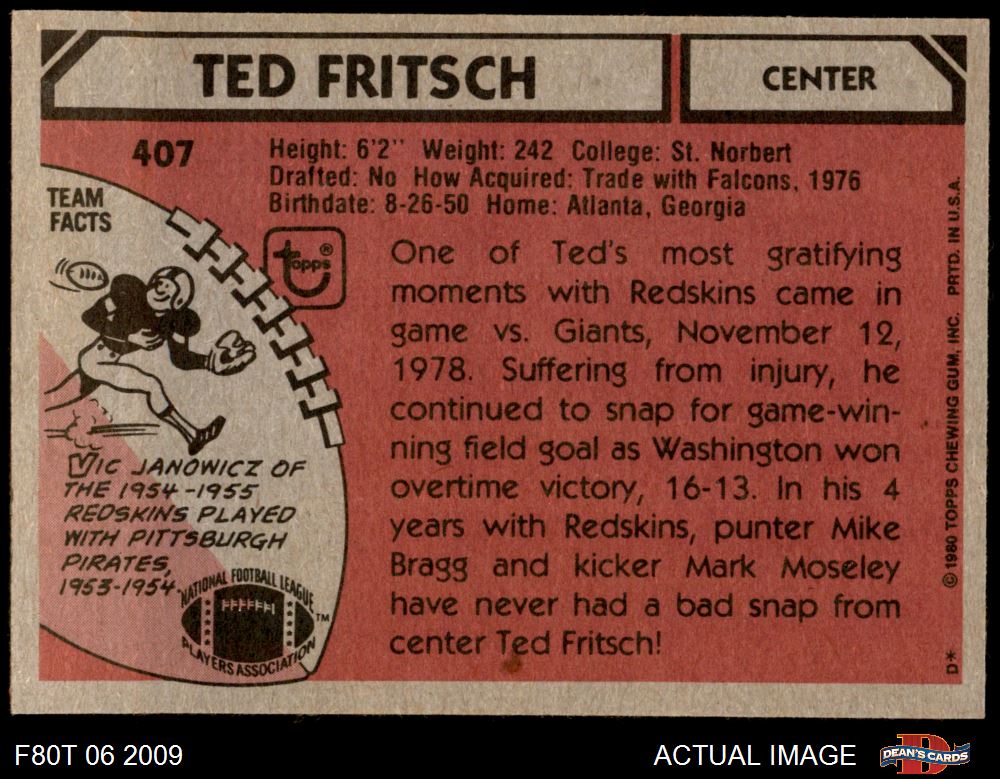 TED FRITSCH
CENTER
407
Height: 6'2" Weight: 242 College: St. Norbert
Drafted: No How Acquired: Trade with Falcons, 1976
Birthdate: 8-26-50 Home: Atlanta, Georgia
TEAM
FACTS
topps®
One of Ted's most gratifying
moments with Redskins came in
game vs. Giants, November 12,
1978. Suffering from injury, he
continued to snap for game-win-
ning field goal as Washington won
overtime victory, 16-13. In his 4
years with Redskins, punter Mike
Bragg and kicker Mark Moseley
have never had a bad snap from
center Ted Fritsch!
VIC JANOWICZ OF
THE 1954-1955
REDSKINS PLAYED
WITH PITTSBURGH
PIRATES,
1953-1954.
NATIONAL FOOTBALL LEAGUE
PLAYERS ASSOCIATION
TM
D* © 1980 TOPPS CHEWING GUM, INC. PRTD. IN U.S.A.
F80T 06 2009
ACTUAL IMAGE
DEAN'S CARDS